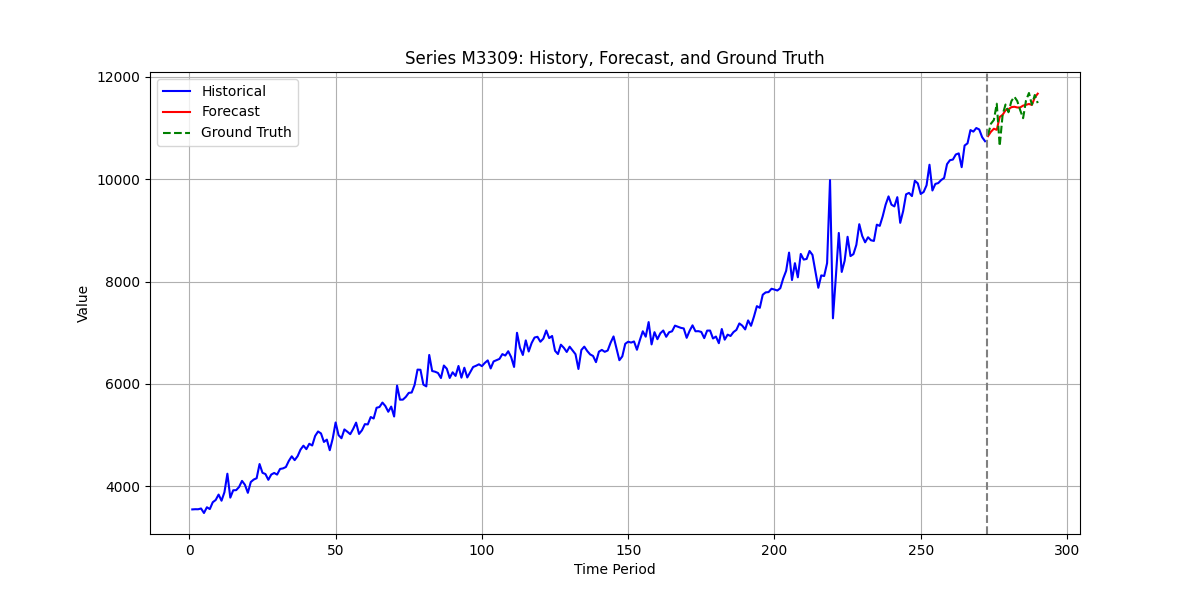 Series M3309: History, Forecast, and Ground Truth
Historical
Forecast
Ground Truth
12000
10000
8000
6000
4000
Value
0 50 100 150 200 250 300
Time Period